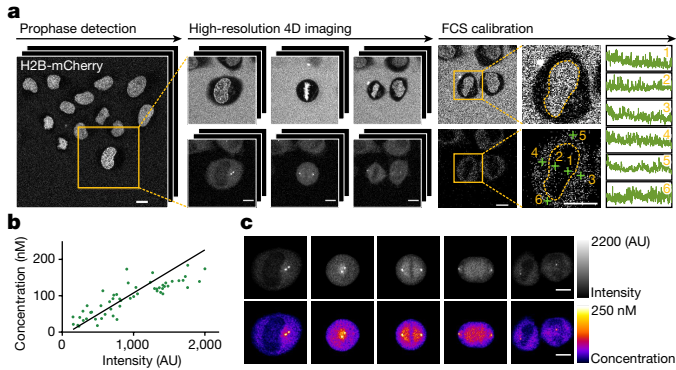 a
Prophase detection
High-resolution 4D imaging
FCS calibration
H2B-mCherry
1
2
3
4
5
6
5
4
2
1
3
6
b
Concentration (nM)
200
100
0
0
1,000
2,000
Intensity (AU)
c
2200 (AU)
Intensity
250 nM
Concentration